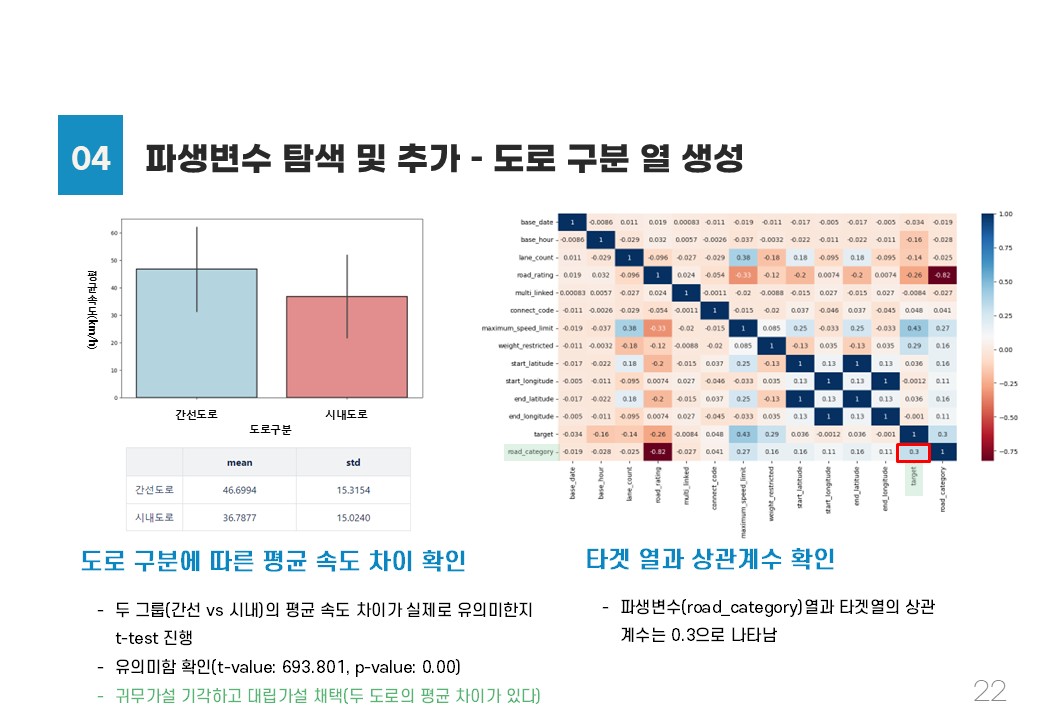 04
파생변수 탐색 및 추가 - 도로 구분 열 생성
60
50
40
30
20
10
0
평균속도(km/h)
간선도로 시내도로
도로구분
mean std
간선도로 46.6994 15.3154
시내도로 36.7877 15.0240
base_date 1 -0.0086 0.011 0.019 0.00083 -0.011 -0.019 -0.011 -0.017 -0.005 -0.017 -0.005 -0.034 -0.019
base_hour -0.0086 1 -0.029 0.032 0.0057 -0.0026 -0.037 -0.0032 -0.022 -0.011 -0.022 -0.011 -0.16 -0.028
lane_count 0.011 -0.029 1 -0.096 -0.027 -0.029 0.38 -0.18 0.18 -0.095 0.18 -0.095 -0.14 -0.025
road_rating 0.019 0.032 -0.096 1 0.024 -0.054 -0.33 -0.12 -0.2 0.0074 -0.2 0.0074 -0.26 -0.82
multi_linked 0.00083 0.0057 -0.027 0.024 1 -0.0011 -0.02 -0.0088 -0.015 0.027 -0.015 0.027 -0.0084 -0.027
connect_code -0.011 -0.0026 -0.029 -0.054 -0.0011 1 -0.015 -0.02 0.037 -0.046 0.037 -0.045 0.048 0.041
maximum_speed_limit -0.019 -0.037 0.38 -0.33 -0.02 -0.015 1 0.085 0.25 -0.033 0.25 -0.033 0.43 0.27
weight_restricted -0.011 -0.0032 -0.18 -0.12 -0.0088 -0.02 0.085 1 -0.13 0.035 -0.13 0.035 0.29 0.16
start_latitude -0.017 -0.022 0.18 -0.2 -0.015 0.037 0.25 -0.13 1 0.13 1 0.13 0.036 0.16
start_longitude -0.005 -0.011 -0.095 0.0074 0.027 -0.046 -0.033 0.035 0.13 1 0.13 1 -0.0012 0.11
end_latitude -0.017 -0.022 0.18 -0.2 -0.015 0.037 0.25 -0.13 1 0.13 1 0.13 0.036 0.16
end_longitude -0.005 -0.011 -0.095 0.0074 0.027 -0.045 -0.033 0.035 0.13 1 0.13 1 -0.001 0.11
target -0.034 -0.16 -0.14 -0.26 -0.0084 0.048 0.43 0.29 0.036 -0.0012 0.036 -0.001 1 0.3
road_category -0.019 -0.028 -0.025 -0.82 -0.027 0.041 0.27 0.16 0.16 0.11 0.16 0.11 0.3 1
base_date base_hour lane_count road_rating multi_linked connect_code maximum_speed_limit weight_restricted start_latitude start_longitude end_latitude end_longitude target road_category
1.00
0.75
0.50
0.25
0.00
-0.25
-0.50
-0.75
도로 구분에 따른 평균 속도 차이 확인
- 두 그룹(간선 vs 시내)의 평균 속도 차이가 실제로 유의미한지
t-test 진행
- 유의미함 확인(t-value: 693.801, p-value: 0.00)
- 귀무가설 기각하고 대립가설 채택(두 도로의 평균 차이가 있다)
타겟 열과 상관계수 확인
- 파생변수(road_category)열과 타겟열의 상관
계수는 0.3으로 나타남
22